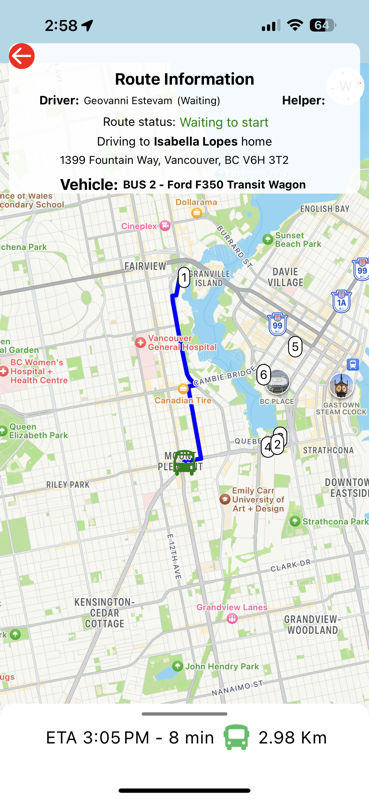 2:58
64
Route Information
Driver: Geovanni Estevam (Waiting)
Helper:
W
Route status: Waiting to start
Driving to Isabella Lopes home
1399 Fountain Way, Vancouver, BC V6H 3T2
Vehicle: BUS 2 - Ford F350 Transit Wagon
nce of Wales
condary School
Dollarama
ENGLISH BAY
Cineplex
BURRARD ST
Sunset
Beach Park
chena Park
99
FAIRVIEW
1
GRANVILLE
ISLAND
DAVIE
VILLAGE
1A
99
Vancouver
General Hospital
5
al Garden
BC Women's
Hospital +
Health Centre
CAMBIE BRIDGE
6
Canadian Tire
BC PLACE
GASTOWN
STEAM CLOCK
Queen
Elizabeth Park
QUEBE
4
2
STRATHCONA
MOUN
PLEASANT
RILEY PARK
DOWNTOW
EASTSID
Emily Carr
University of
Art + Design
Strathcona Park
E 12TH AVE
CLARK DR
KENSINGTON-
CEDAR
COTTAGE
Grandview Lanes
GRANDVIEW-
WOODLAND
rk
John Hendry Park
ugs
NANAIMO ST
ETA 3:05 PM - 8 min
2.98 Km